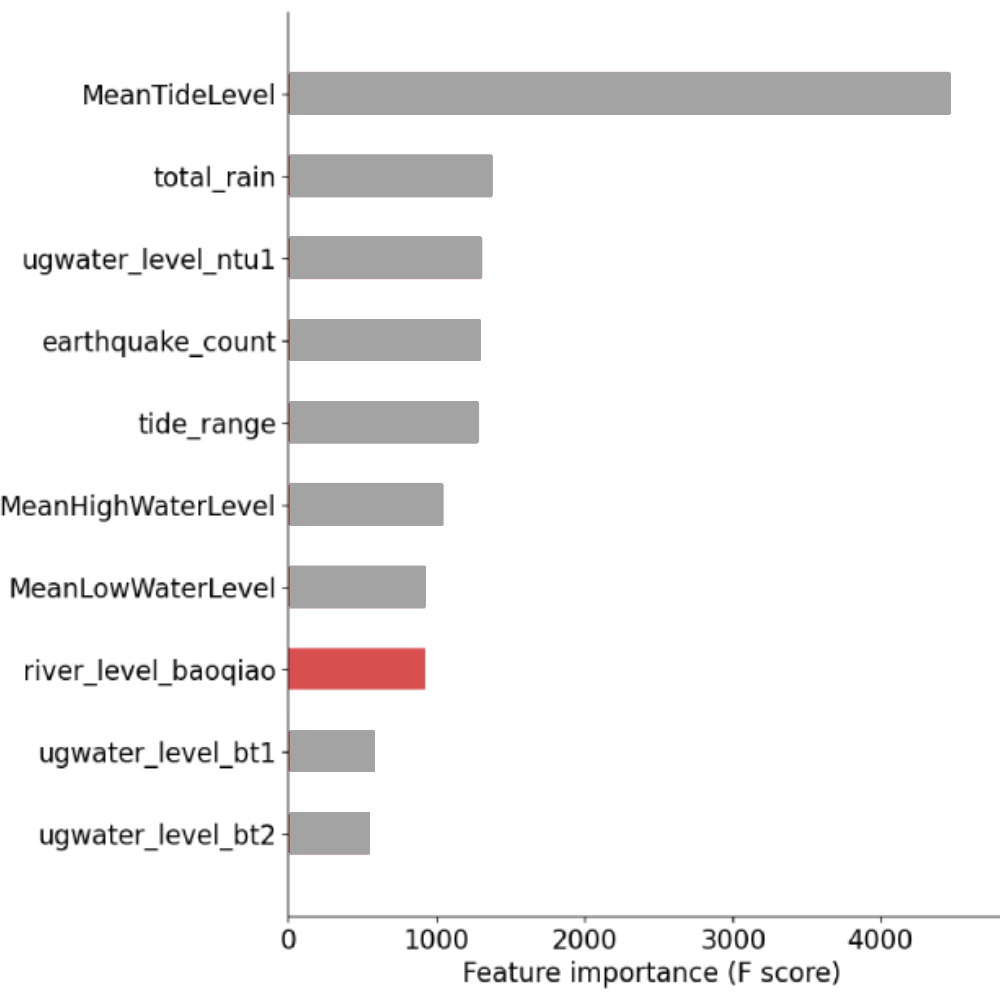 MeanTideLevel
total_rain
ugwater_level_ntu1
earthquake_count
tide_range
MeanHighWaterLevel
MeanLowWaterLevel
river_level_baoqiao
ugwater_level_bt1
ugwater_level_bt2
0 1000 2000 3000 4000
Feature importance (F score)